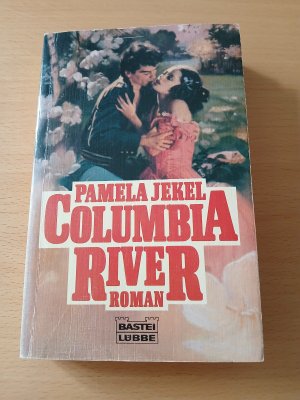 PAMELA JEKEL
COLUMBIA
RIVER
ROMAN
BASTEI
LÜBBE